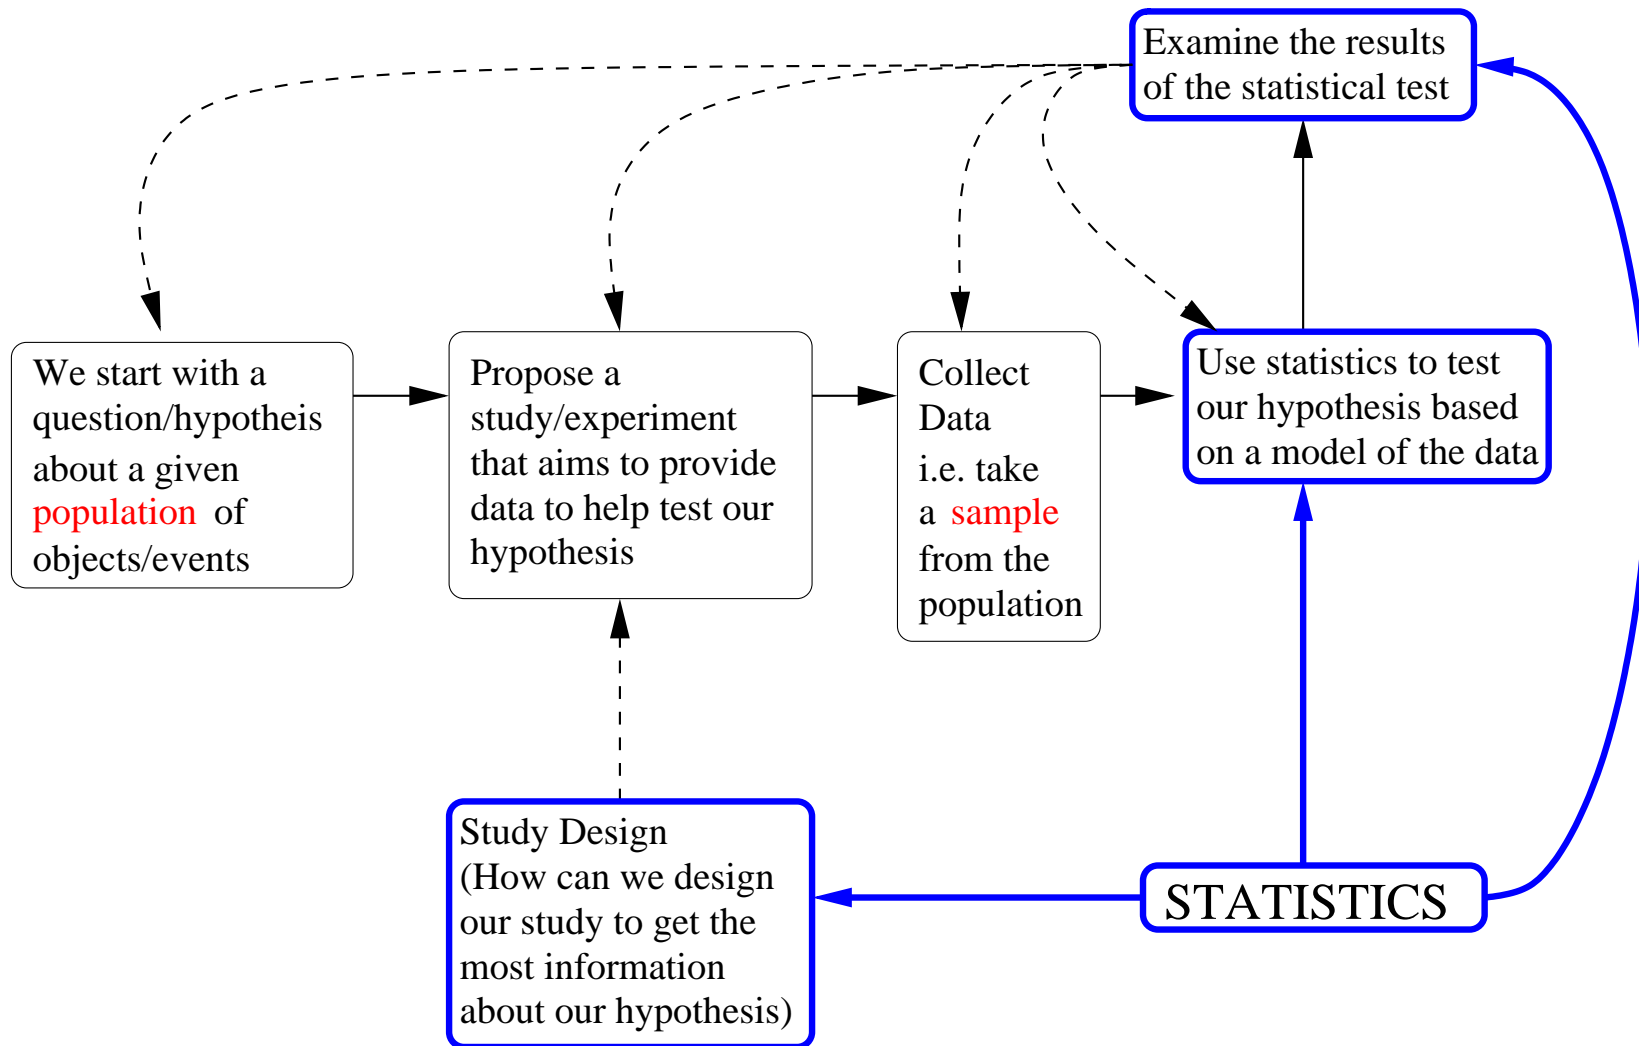 Examine the results
of the statistical test
We start with a
question/hypotheis
about a given
population of
objects/events
Propose a
study/experiment
that aims to provide
data to help test our
hypothesis
Collect
Data
i.e. take
a sample
from the
population
Use statistics to test
our hypothesis based
on a model of the data
Study Design
(How can we design
our study to get the
most information
about our hypothesis)
STATISTICS